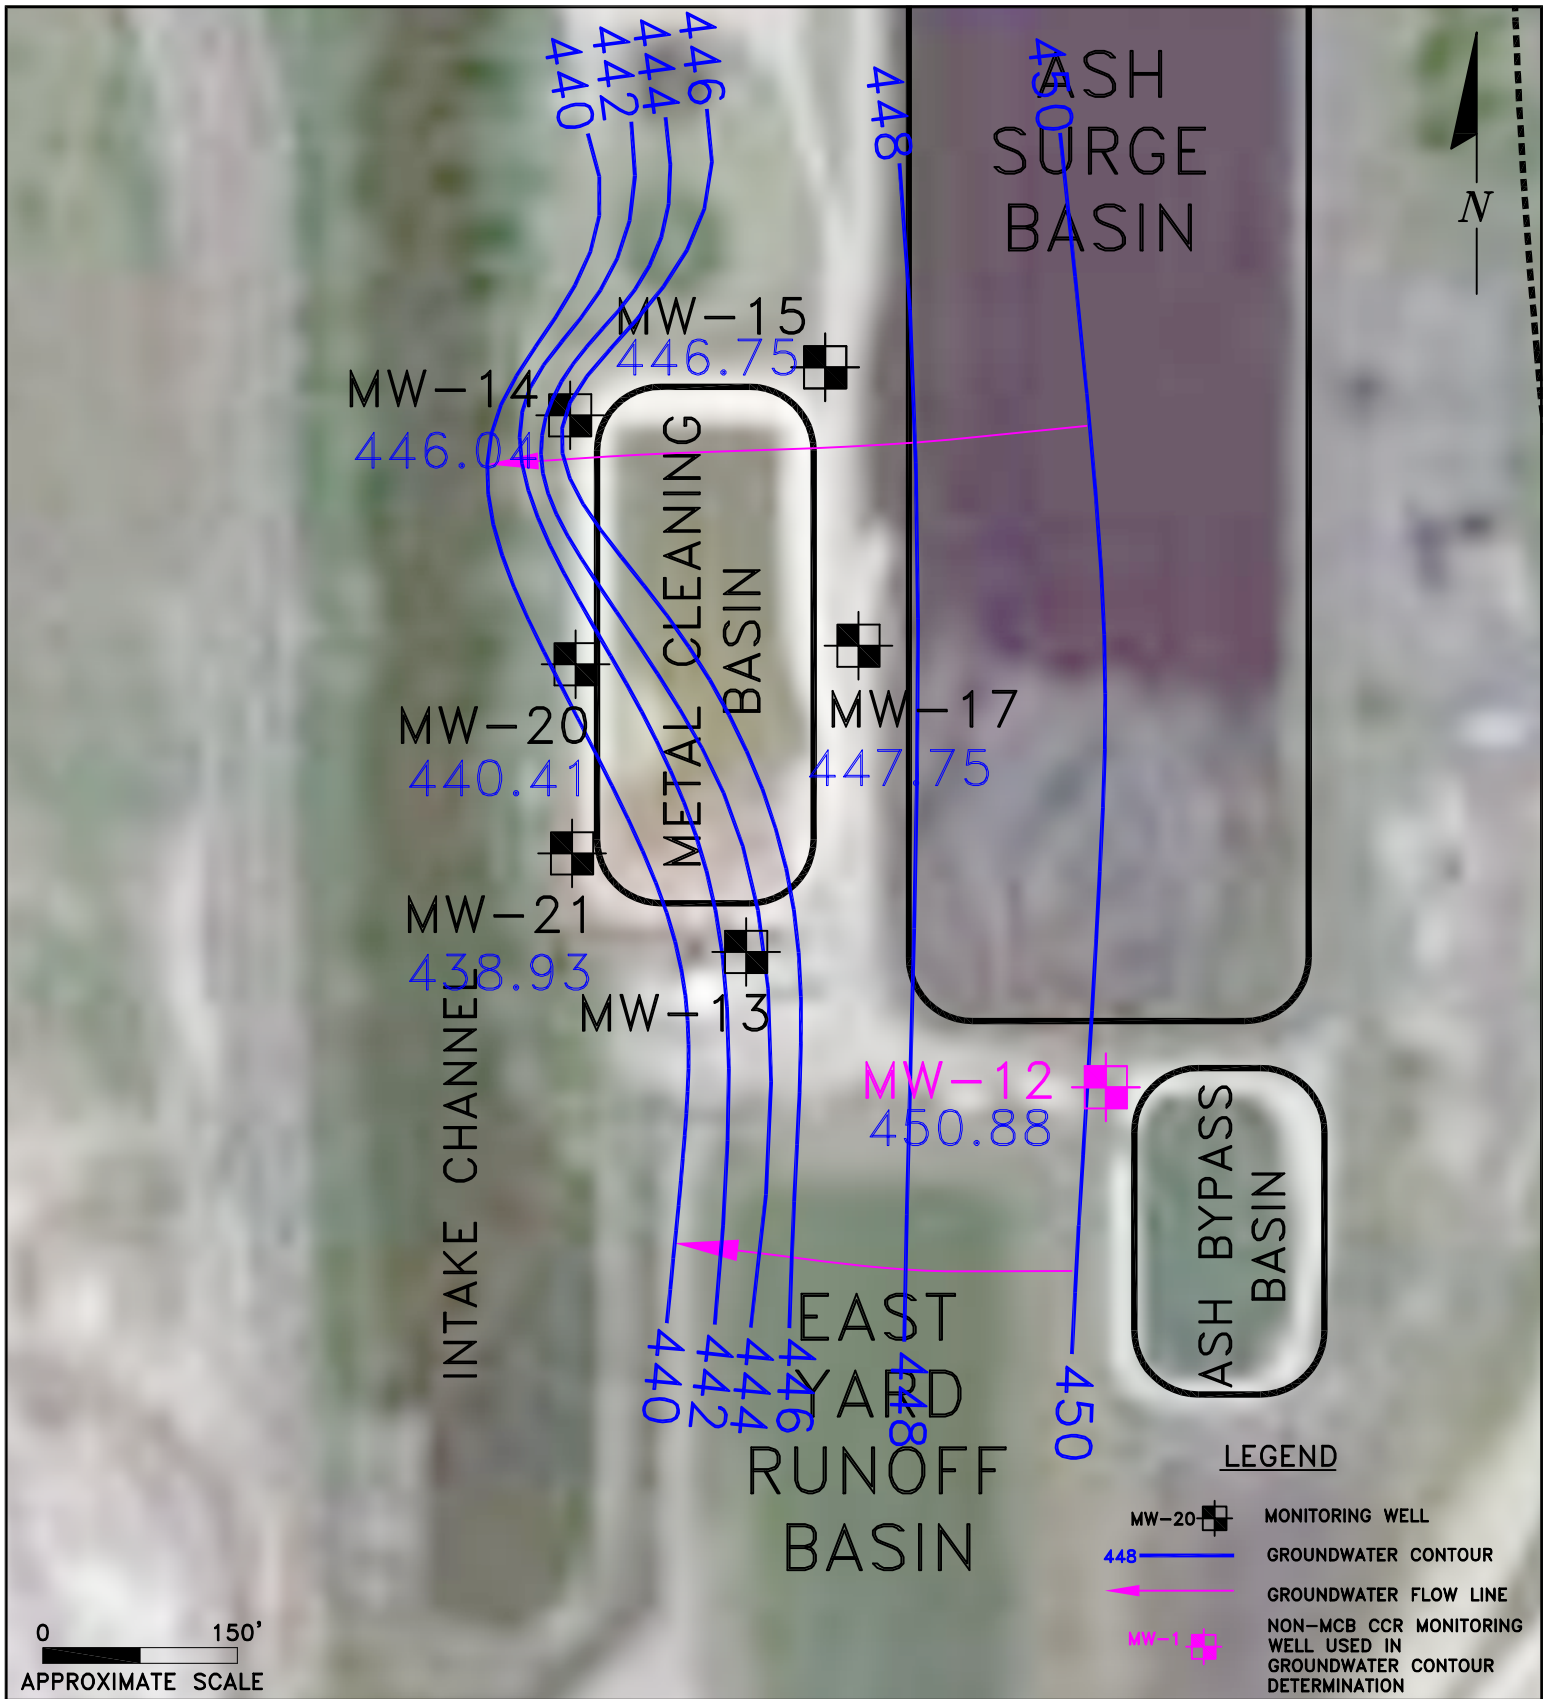 440
442
444
446
448
450
ASH
SURGE
BASIN
N
MW-15
446.75
MW-14
446.04
METAL CLEANING
BASIN
MW-17
447.75
MW-20
440.41
MW-21
438.93
MW-13
INTAKE CHANNEL
MW-12
450.88
ASH BYPASS
BASIN
EAST
YARD
RUNOFF
BASIN
440
442
444
446
448
450
LEGEND
MW-20 MONITORING WELL
448 GROUNDWATER CONTOUR
GROUNDWATER FLOW LINE
MW-1 NON-MCB CCR MONITORING
WELL USED IN
GROUNDWATER CONTOUR
DETERMINATION
0 150'
APPROXIMATE SCALE